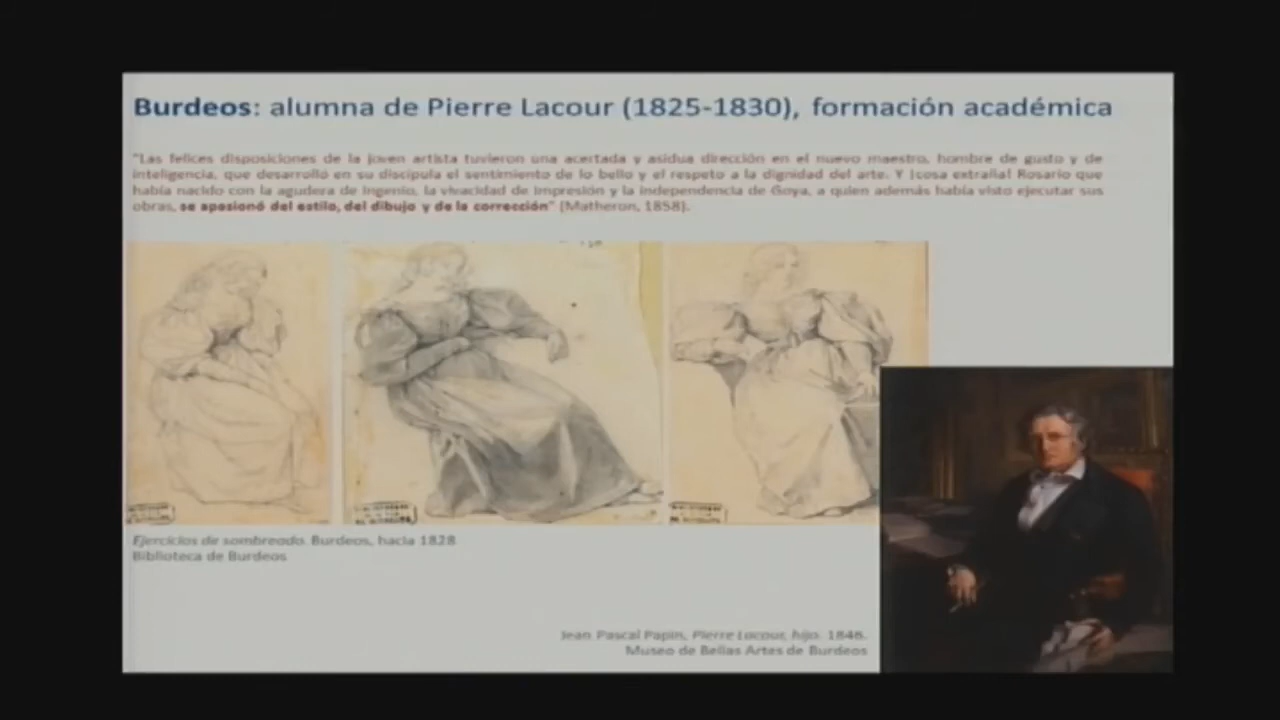 Burdeos: alumna de Pierre Lacour (1825-1830), formación académica
"Las felices disposiciones de la joven artista tuvieron una acertada y asidua dirección en el nuevo maestro, hombre de gusto y de
inteligencia, que desarrolló en su discípula el sentimiento de lo bello y el respeto a la dignidad del arte. Y ¡cosa extraña! Rosario que
había nacido con la agudera de ingenio, la vivacidad de impresión y la independencia de Goya, a quien además había visto ejecutar sus
obras, se apasionó del estilo, del dibujo y de la corrección" (Matheron, 1858).
Ejercicios de sombreado. Burdeos, hacia 1828
Biblioteca de Burdeos
Jean Pascal Papin, Pierre Lacour, hijo. 1846.
Museo de Bellas Artes de Burdeos